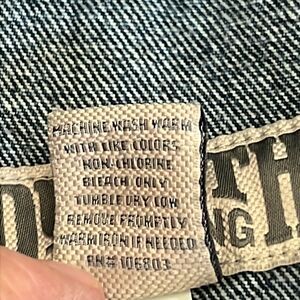 MACHINE WASH WARM
WITH LIKE COLORS
NON-CHLORINE
BLEACH ONLY
TUMBLE DRY LOW
REMOVE PROMPTLY
WARM IRON IF NEEDED
RN# 106803